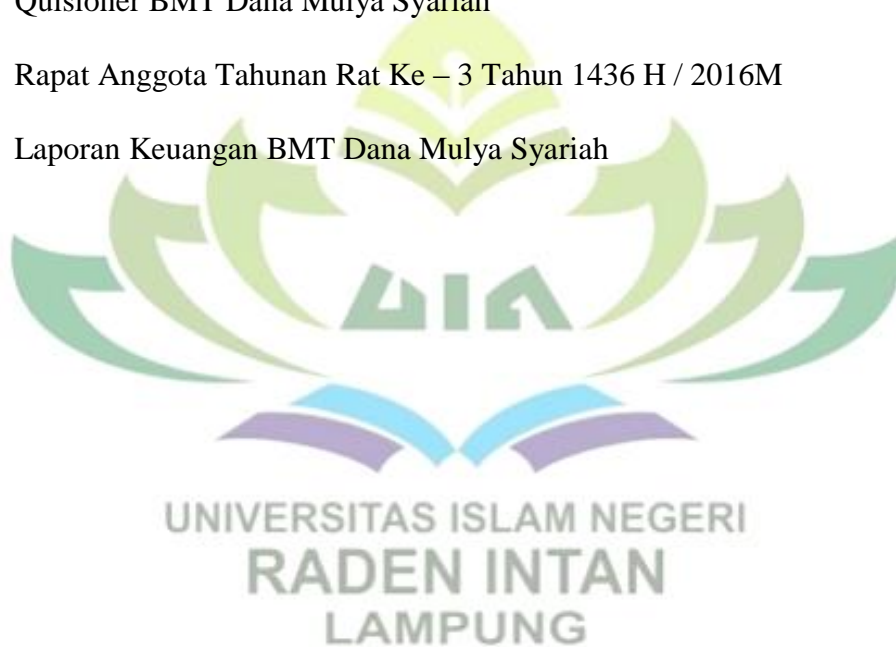 Quisioner BMT Dana Mulya Syariah
Rapat Anggota Tahunan Rat Ke – 3 Tahun 1436 H / 2016M
Laporan Keuangan BMT Dana Mulya Syariah
UIN
UNIVERSITAS ISLAM NEGERI
RADEN INTAN
LAMPUNG